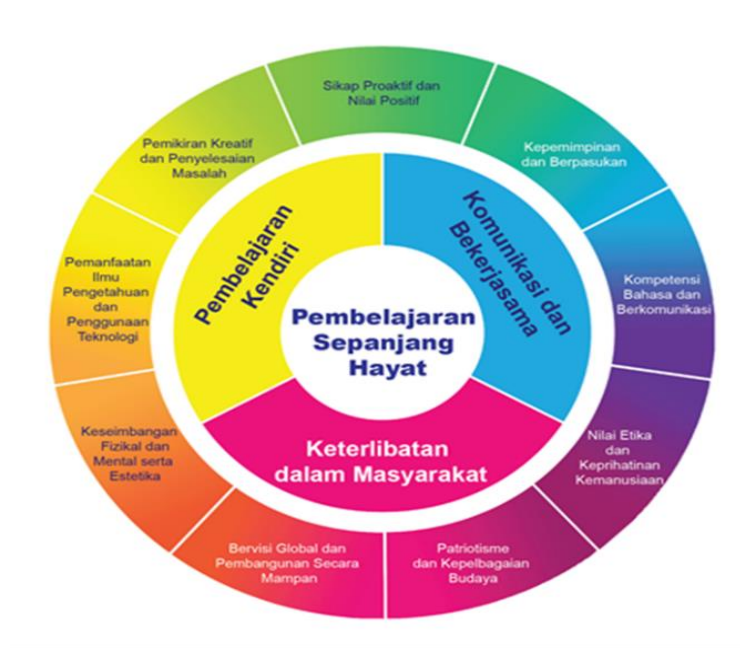 Sikap Proaktif dan
Nilai Positif
Kepemimpinan
dan Berpasukan
Kompetensi
Bahasa dan
Berkomunikasi
Nilai Etika
dan
Keprihatinan
Kemanusiaan
Patriotisme
dan Kepelbagaian
Budaya
Bervisi Global dan
Pembangunan Secara
Mampan
Keseimbangan
Fizikal dan
Mental serta
Estetika
Pemanfaatan
Ilmu
Pengetahuan
dan
Penggunaan
Teknologi
Pemikiran Kreatif
dan Penyelesaian
Masalah
Pembelajaran
Kendiri
Komunikasi dan
Bekerjasama
Keterlibatan
dalam Masyarakat
Pembelajaran
Sepanjang
Hayat